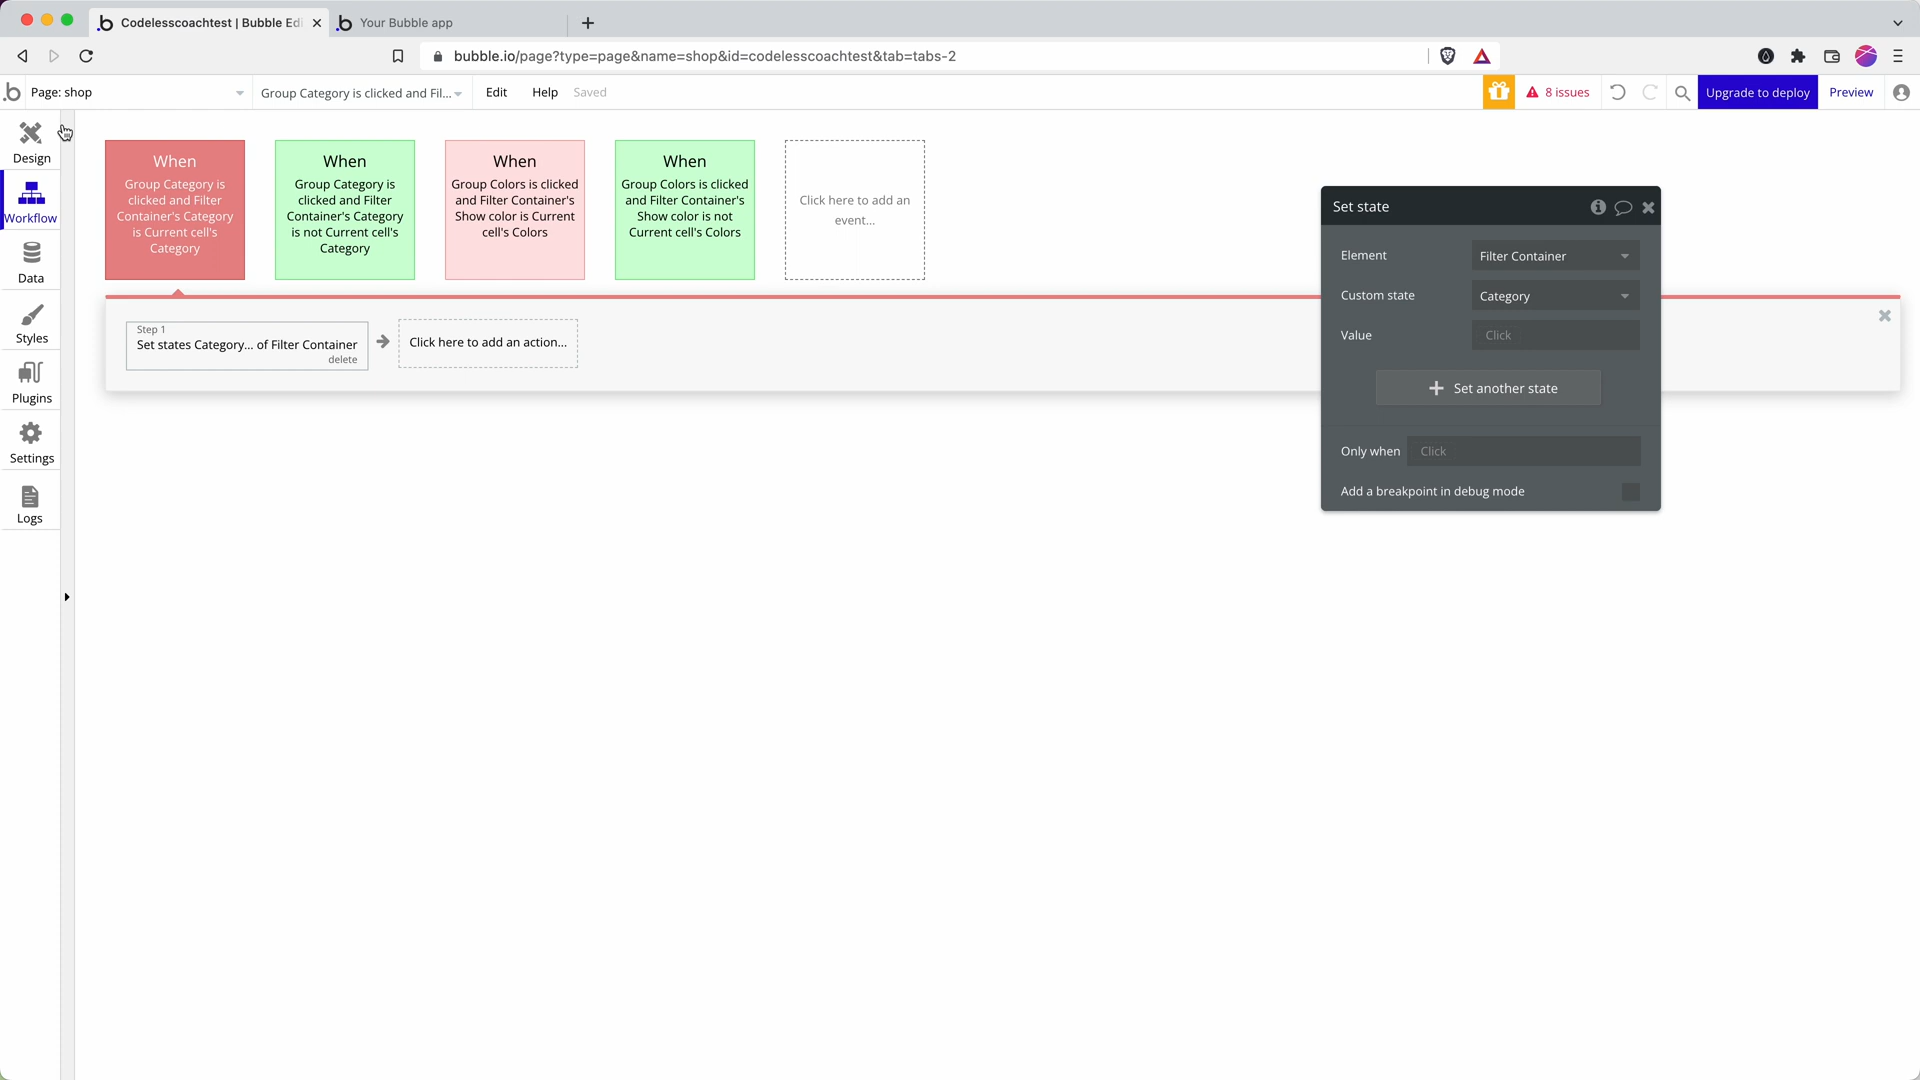 Codelesscoachtest | Bubble Edi
Your Bubble app
bubble.io/page?type=page&name=shop&id=codelesscoachtest&tab=tabs-2
Page: shop
Group Category is clicked and Fil...
Edit
Help
Saved
8 issues
Upgrade to deploy
Preview
Design
Workflow
Data
Styles
Plugins
Settings
Logs
When
Group Category is
clicked and Filter
Container's Category
is Current cell's
Category
When
Group Category is
clicked and Filter
Container's Category
is not Current cell's
Category
When
Group Colors is clicked
and Filter Container's
Show color is Current
cell's Colors
When
Group Colors is clicked
and Filter Container's
Show color is not
Current cell's Colors
Click here to add an
event...
Step 1
Set states Category... of Filter Container
delete
Click here to add an action...
Set state
Element
Filter Container
Custom state
Category
Value
Click
Set another state
Only when
Click
Add a breakpoint in debug mode